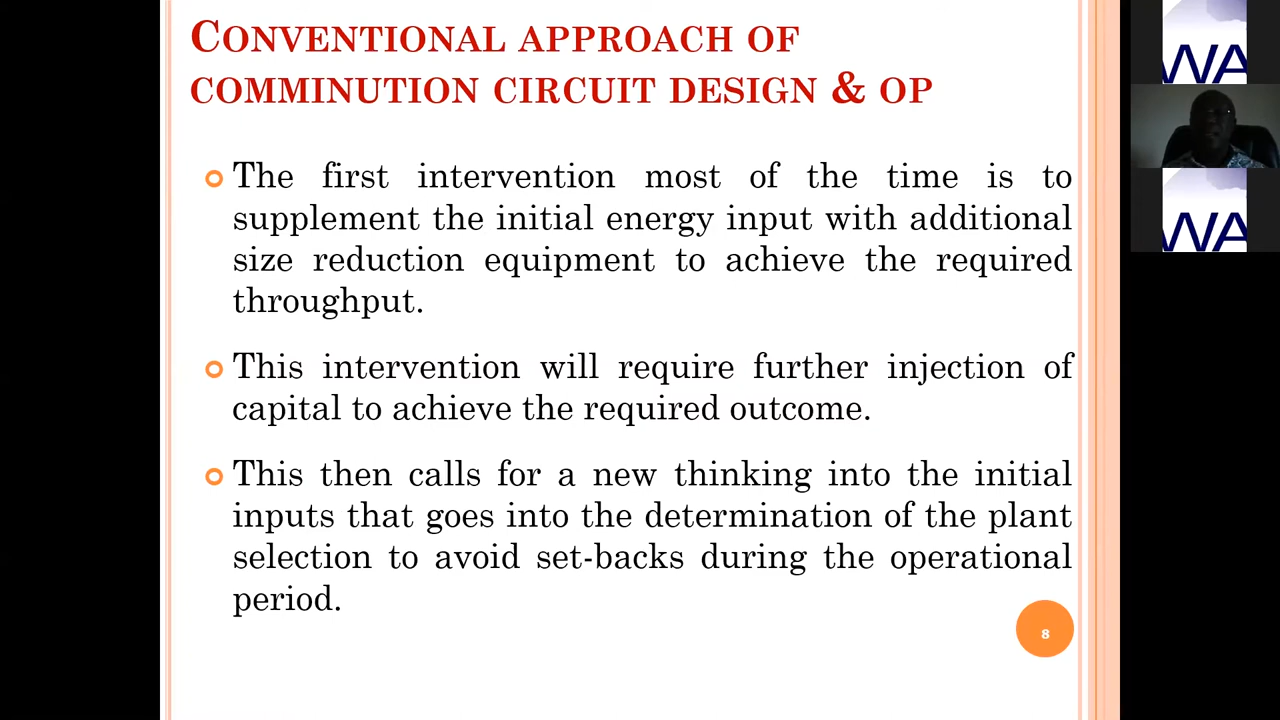 CONVENTIONAL APPROACH OF
COMMINUTION CIRCUIT DESIGN & OP
The first intervention most of the time is to
supplement the initial energy input with additional
size reduction equipment to achieve the required
throughput.
This intervention will require further injection of
capital to achieve the required outcome.
This then calls for a new thinking into the initial
inputs that goes into the determination of the plant
selection to avoid set-backs during the operational
period.
8
WA
WA